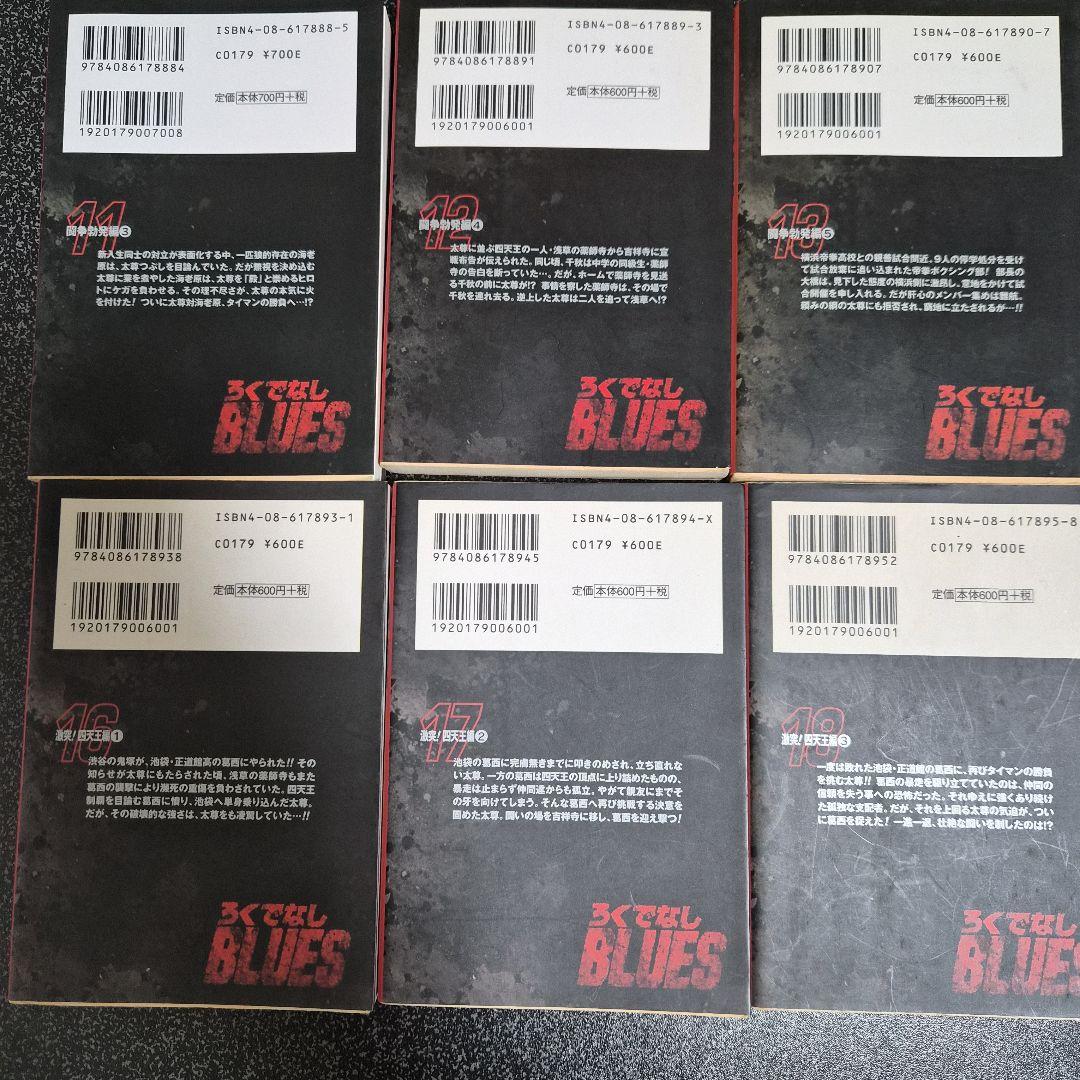 ISBN4-08-617888-5
9784086178884
C0179 ¥700E
定価 本体700円+税
1920179007008
11
闘争勃発編③
新入生同士の対立が表面化する中、一匹狼的存在の海老
原は、太尊つぶしを目論んでいた。だが無視を決め込む
太尊に業を煮やした海老原は、太尊を「殿」と崇めるヒロ
トにケガを負わせる。その理不尽さが、太尊の本気に火
を付けた! ついに太尊対海老原、タイマンの勝負へ…!?
ろくでなし
BLUES
ISBN4-08-617889-3
9784086178891
C0179 ¥600E
定価 本体600円+税
1920179006001
12
闘争勃発編④
太尊に並ぶ四天王の一人・浅草の薬師寺から吉祥寺に宣
戦布告が伝えられた。同じ頃、千秋は中学の同級生・薬師
寺の告白を断っていた…。だが、ホームで薬師寺を見送
る千秋の前に太尊が!? 事情を察した薬師寺は、その場で
千秋を連れ去る。逆上した太尊は二人を追って浅草へ!?
ろくでなし
BLUES
ISBN4-08-617890-7
9784086178907
C0179 ¥600E
定価 本体600円+税
1920179006001
13
闘争勃発編⑤
横浜帝拳高校との親善試合間近、9人の停学処分を受け
て試合放棄に追い込まれた帝拳ボクシング部! 部長の
大橋は、見下した態度の横浜側に激昂し、意地をかけて試
合開催を申し入れる。だが肝心のメンバー集めは難航。
頼みの綱の太尊にも拒否され、窮地に立たされるが…!!
ろくでなし
BLUES
ISBN4-08-617893-1
9784086178938
C0179 ¥600E
定価 本体600円+税
1920179006001
16
激突!四天王編①
渋谷の鬼塚が、池袋・正道館高の葛西にやられた!! その
知らせが太尊にもたらされた頃、浅草の薬師寺もまた
葛西の襲撃により瀕死の重傷を負わされていた。四天王
制覇を目論む葛西に憤り、池袋へ単身乗り込んだ太尊。
だが、その破壊的な強さは、太尊をも凌駕していた…!!
ろくでなし
BLUES
ISBN4-08-617894-X
9784086178945
C0179 ¥600E
定価 本体600円+税
1920179006001
17
激突!四天王編②
池袋の葛西に完膚無きまでに叩きのめされ、立ち直れな
い太尊。一方の葛西は四天王の頂点に上り詰めたものの、
暴走は止まらず仲間達からも孤立。やがて親友にまでそ
の牙を向けてしまう。そんな葛西へ再び挑戦する決意を
固めた太尊。闘いの場を吉祥寺に移し、葛西を迎え撃つ!
ろくでなし
BLUES
ISBN4-08-617895-8
9784086178952
C0179 ¥600E
定価 本体600円+税
1920179006001
18
激突!四天王編③
一度は敗れた池袋・正道館の葛西に、再びタイマンの勝負
を挑む太尊!! 葛西の暴走を駆り立てていたのは、仲間の
信頼を失う事への恐怖だった。それゆえに強くあり続けた
孤独な支配者。だが、それを上回る太尊の気迫が、つい
に葛西を捉えた! 一進一退、壮絶な闘いを制したのは!?
ろくでなし
BLUES